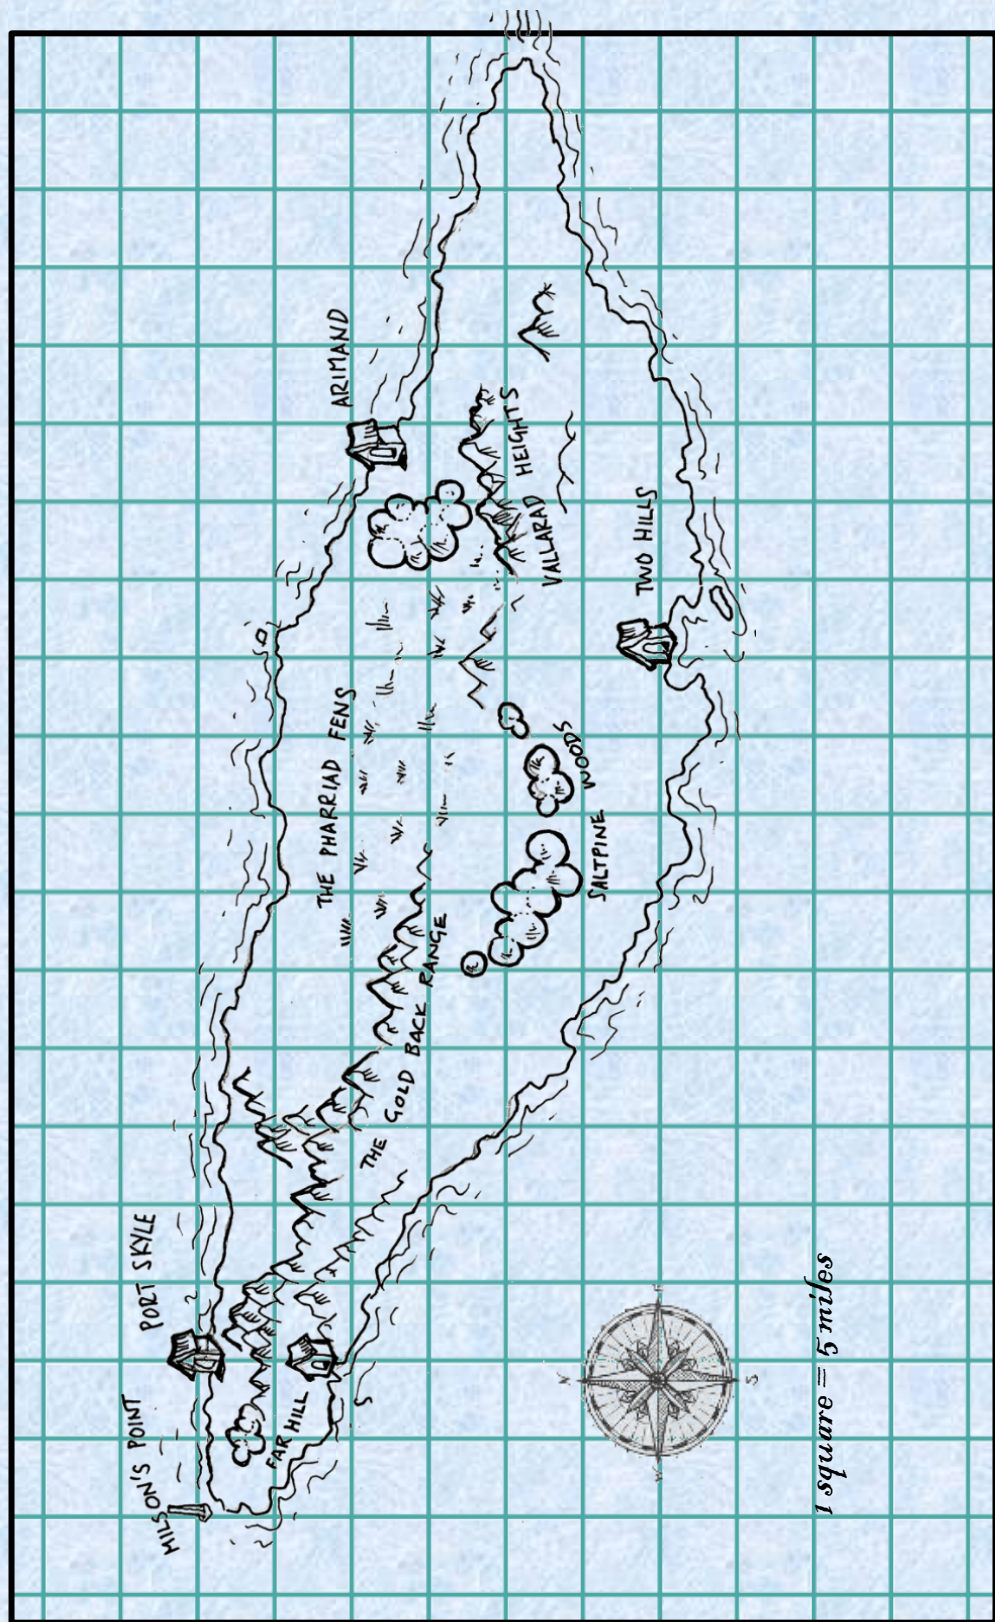 MILSON'S POINT
PORT SKYLE
FAR HILL
THE PHARRIAD FENS
ARIMAND
THE GOLD BACK RANGE
VALLARAD HEIGHTS
SALTPINE WOODS
TWO HILLS
N
W
E
S
1 square = 5 miles